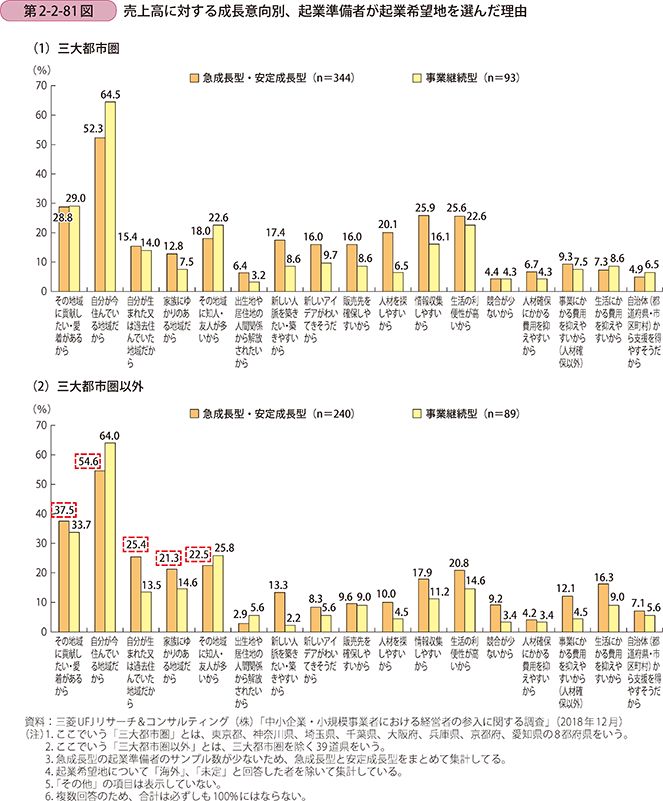 第2-2-81図 売上高に対する成長意向別、起業準備者が起業希望地を選んだ理由
(1)三大都市圏
(%)
急成長型・安定成長型(n=344) 事業継続型(n=93)
70
60
50
40
30
20
10
0
28.8 29.0
52.3 64.5
15.4 14.0
12.8 7.5
18.0 22.6
6.4 3.2
17.4 8.6
16.0 9.7
16.0 8.6
20.1 6.5
25.9 16.1
25.6 22.6
4.4 4.3
6.7 4.3
9.3 7.5
7.3 8.6
4.9 6.5
その地域
に貢献し
たい・愛
着がある
から
自分が今
住んでい
る地域だ
から
自分が生
まれた又
は過去住
んでいた
地域だか
ら
家族にゆ
かりのあ
る地域だ
から
その地域
に知人・
友人が多
いから
出生地や
居住地の
人間関係
から解放
されたい
から
新しい人
脈を築き
たい・築
きやすい
から
新しいアイ
デアがわい
てきそうだ
から
販売先を
確保しや
すいから
人材を探
しやすい
から
情報収集
しやすい
から
生活の利
便性が高
いから
競合が少
ないから
人材確保
にかかる
費用を抑
えやすい
から
事業にか
かる費用
を抑えや
すいから
(人材確
保以外)
生活にか
かる費用
を抑えや
すいから
自治体(都
道府県・市
区町村)か
ら支援を得
やすそうだ
から
(2)三大都市圏以外
(%)
急成長型・安定成長型(n=240) 事業継続型(n=89)
70
60
50
40
30
20
10
0
37.5 33.7
54.6 64.0
25.4 13.5
21.3 14.6
22.5 25.8
2.9 5.6
13.3 2.2
8.3 5.6
9.6 9.0
10.0 4.5
17.9 11.2
20.8 14.6
9.2 3.4
4.2 3.4
12.1 4.5
16.3 9.0
7.1 5.6
その地域
に貢献し
たい・愛
着がある
から
自分が今
住んでい
る地域だ
から
自分が生
まれた又
は過去住
んでいた
地域だか
ら
家族にゆ
かりのあ
る地域だ
から
その地域
に知人・
友人が多
いから
出生地や
居住地の
人間関係
から解放
されたい
から
新しい人
脈を築き
たい・築
きやすい
から
新しいアイ
デアがわい
てきそうだ
から
販売先を
確保しや
すいから
人材を探
しやすい
から
情報収集
しやすい
から
生活の利
便性が高
いから
競合が少
ないから
人材確保
にかかる
費用を抑
えやすい
から
事業にか
かる費用
を抑えや
すいから
(人材確
保以外)
生活にか
かる費用
を抑えや
すいから
自治体(都
道府県・市
区町村)か
ら支援を得
やすそうだ
から
資料:三菱UFJリサーチ&コンサルティング(株)「中小企業・小規模事業者における経営者の参入に関する調査」(2018年12月)
(注)1.ここでいう「三大都市圏」とは、東京都、神奈川県、埼玉県、千葉県、大阪府、兵庫県、京都府、愛知県の8都府県をいう。
2.ここでいう「三大都市圏以外」とは、三大都市圏を除く39道県をいう。
3.急成長型の起業準備者のサンプル数が少ないため、急成長型と安定成長型をまとめて集計している。
4.起業希望地について「海外」、「未定」と回答した者を除いて集計している。
5.「その他」の項目は表示していない。
6.複数回答のため、合計は必ずしも100%にはならない。